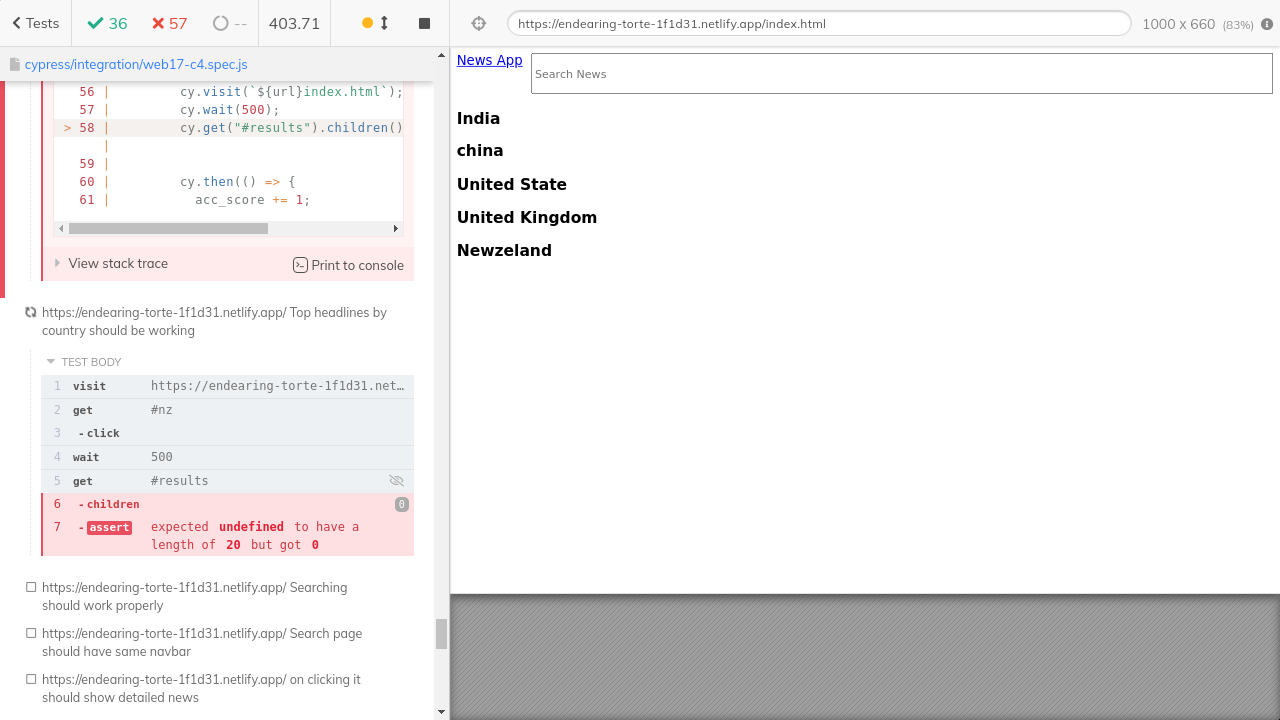 Tests 36 57 -- 403.71
cypress/integration/web17-c4.spec.js
56 | cy.visit(`${url}index.html`);
57 | cy.wait(500);
> 58 | cy.get("#results").children()
|
59 |
60 | cy.then(() => {
61 | acc_score += 1;
View stack trace
Print to console
https://endearing-torte-1f1d31.netlify.app/ Top headlines by
country should be working
TEST BODY
1 visit https://endearing-torte-1f1d31.net…
2 get #nz
3 - click
4 wait 500
5 get #results
6 - children 0
7 - assert expected undefined to have a
length of 20 but got 0
https://endearing-torte-1f1d31.netlify.app/ Searching
should work properly
https://endearing-torte-1f1d31.netlify.app/ Search page
should have same navbar
https://endearing-torte-1f1d31.netlify.app/ on clicking it
should show detailed news
https://endearing-torte-1f1d31.netlify.app/index.html
1000 x 660 (83%)
News App
Search News
India
china
United State
United Kingdom
Newzeland